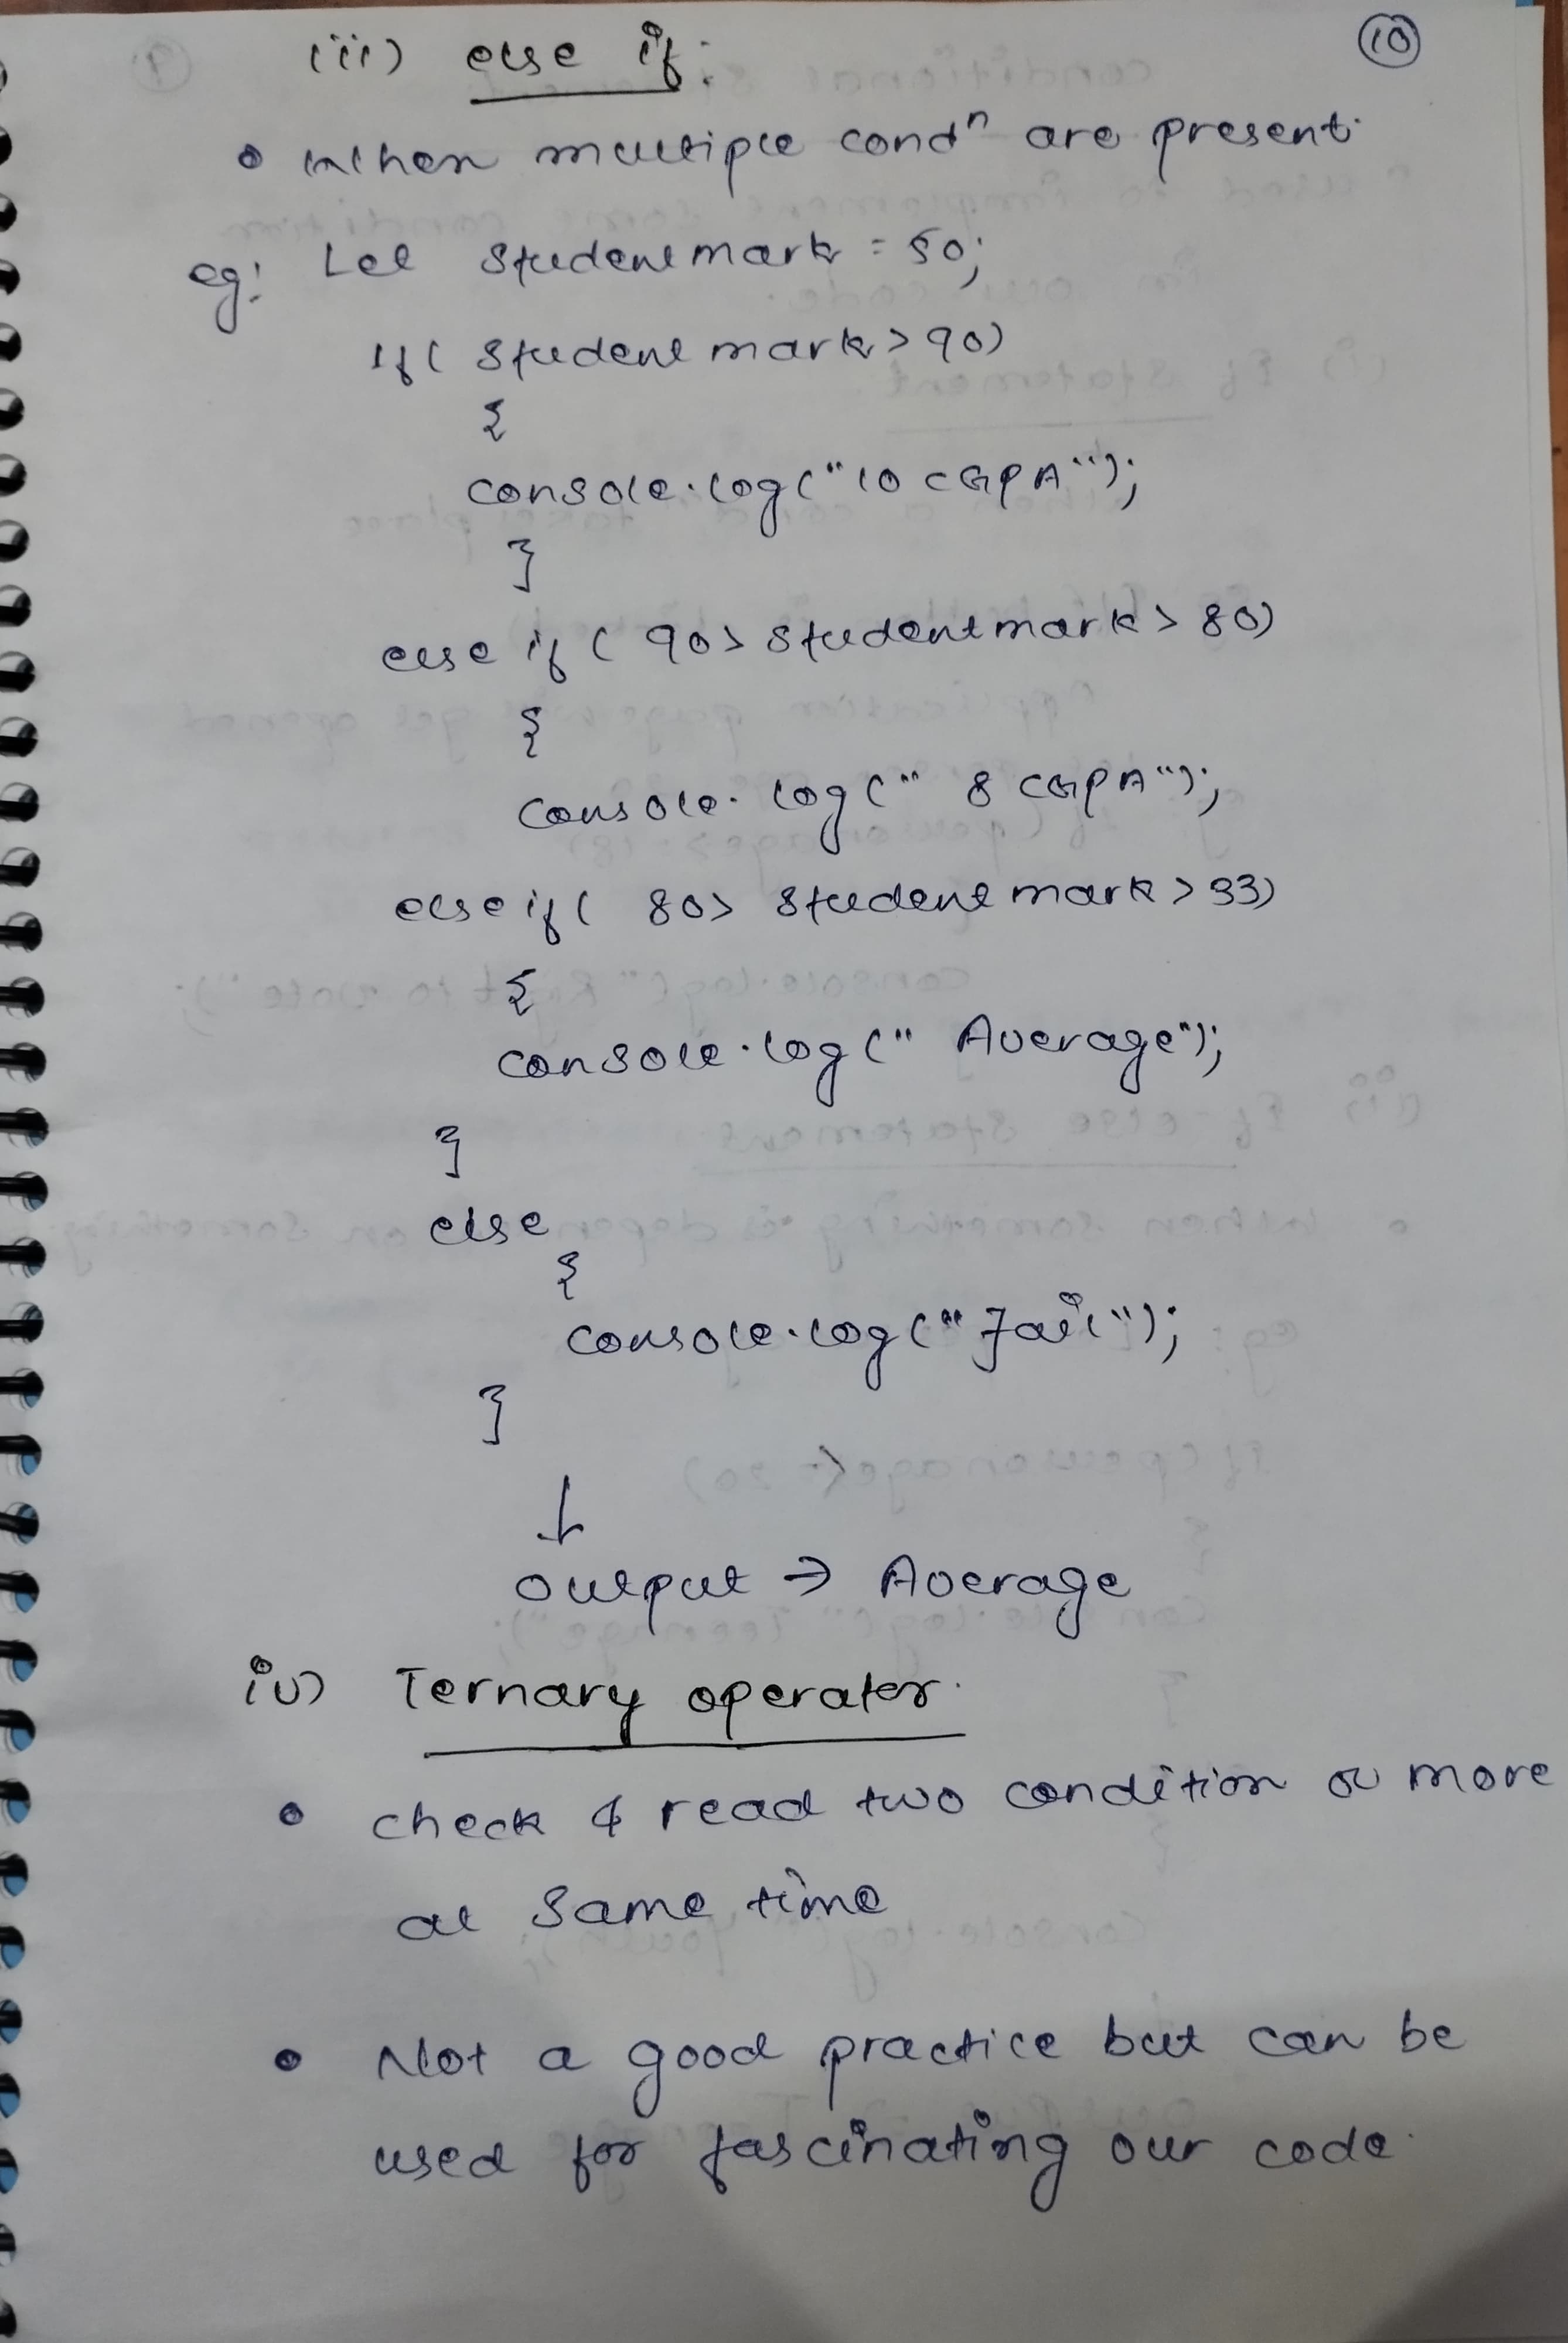 10
(iii) else if:
• When multiple condⁿ are present.
eg: Let studentmark = 50;
if( studentmark > 90)
{
console.log("10 CGPA");
}
else if ( 90> studentmark > 80)
{
console.log(" 8 CGPA");
else if( 80> studentmark > 33)
{
console.log(" Average");
}
else
{
console.log("Fail");
}
↓
output → Average
iv) Ternary operator.
• check & read two condition or more
at same time
• Not a good practice but can be
used for fascinating our code.